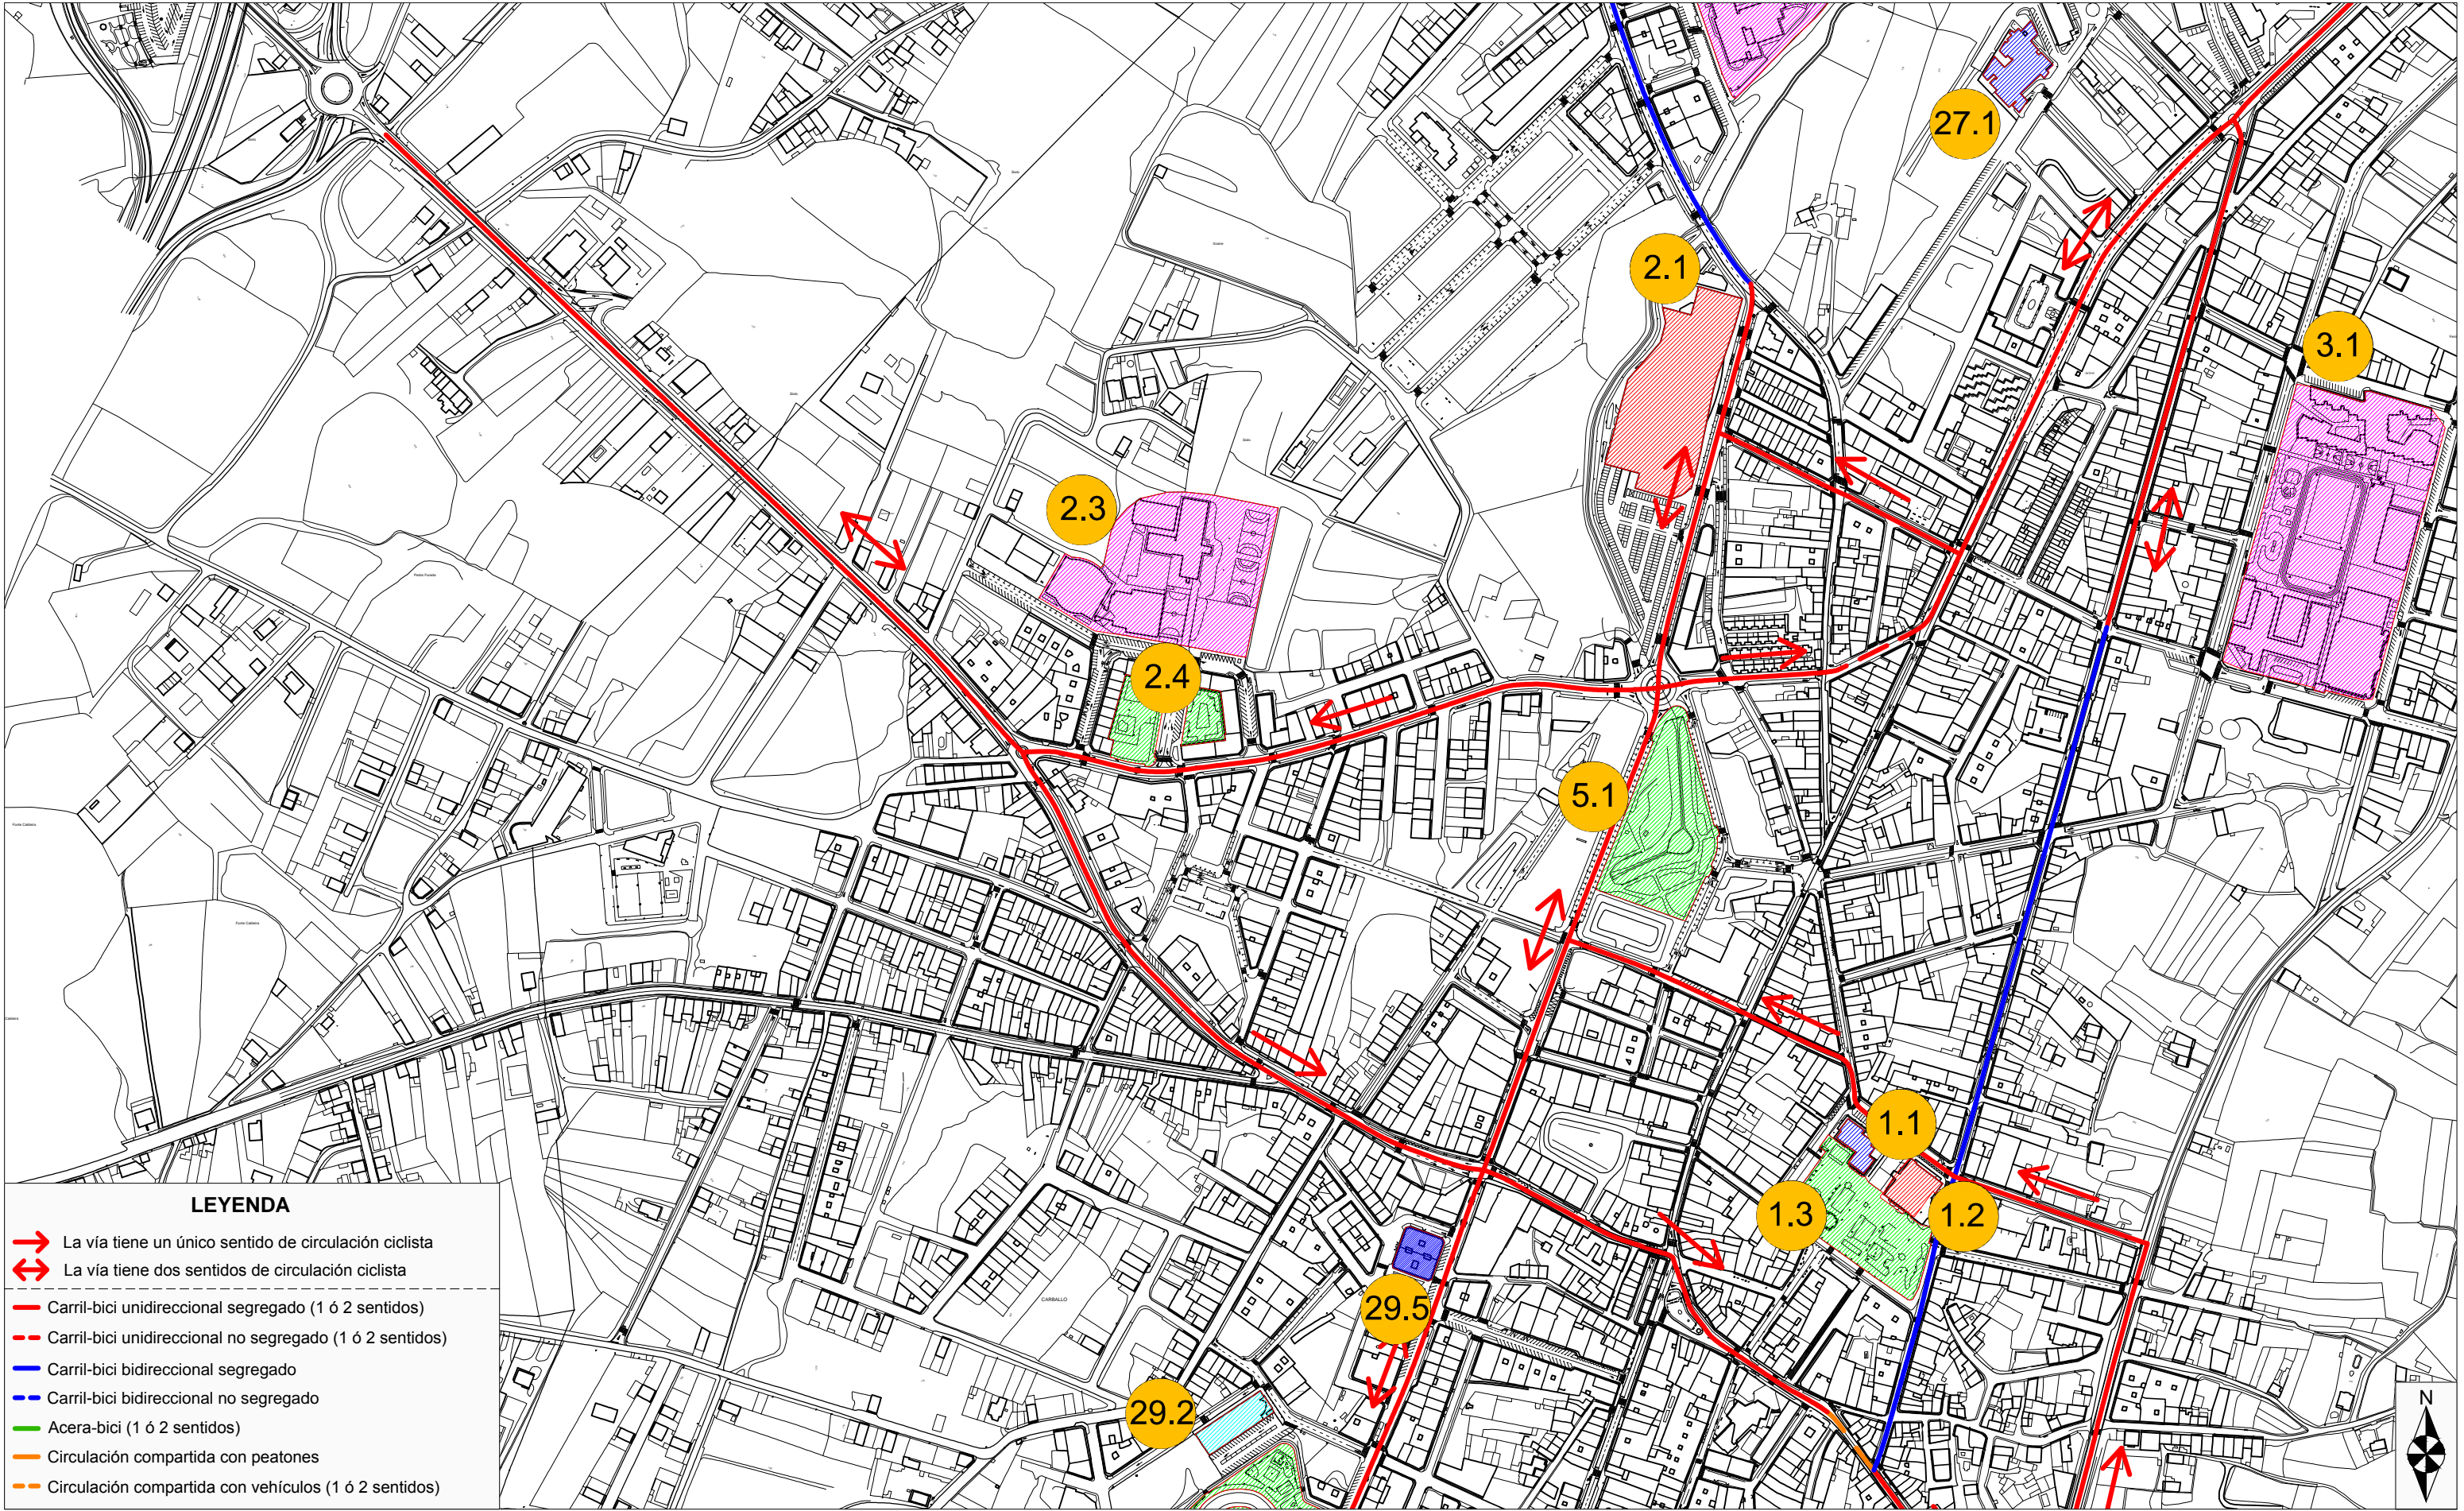 27.1
2.1
3.1
2.3
2.4
5.1
1.1
1.3
1.2
29.5
29.2
CARBALLO
N
LEYENDA
La vía tiene un único sentido de circulación ciclista
La vía tiene dos sentidos de circulación ciclista
Carril-bici unidireccional segregado (1 ó 2 sentidos)
Carril-bici unidireccional no segregado (1 ó 2 sentidos)
Carril-bici bidireccional segregado
Carril-bici bidireccional no segregado
Acera-bici (1 ó 2 sentidos)
Circulación compartida con peatones
Circulación compartida con vehículos (1 ó 2 sentidos)